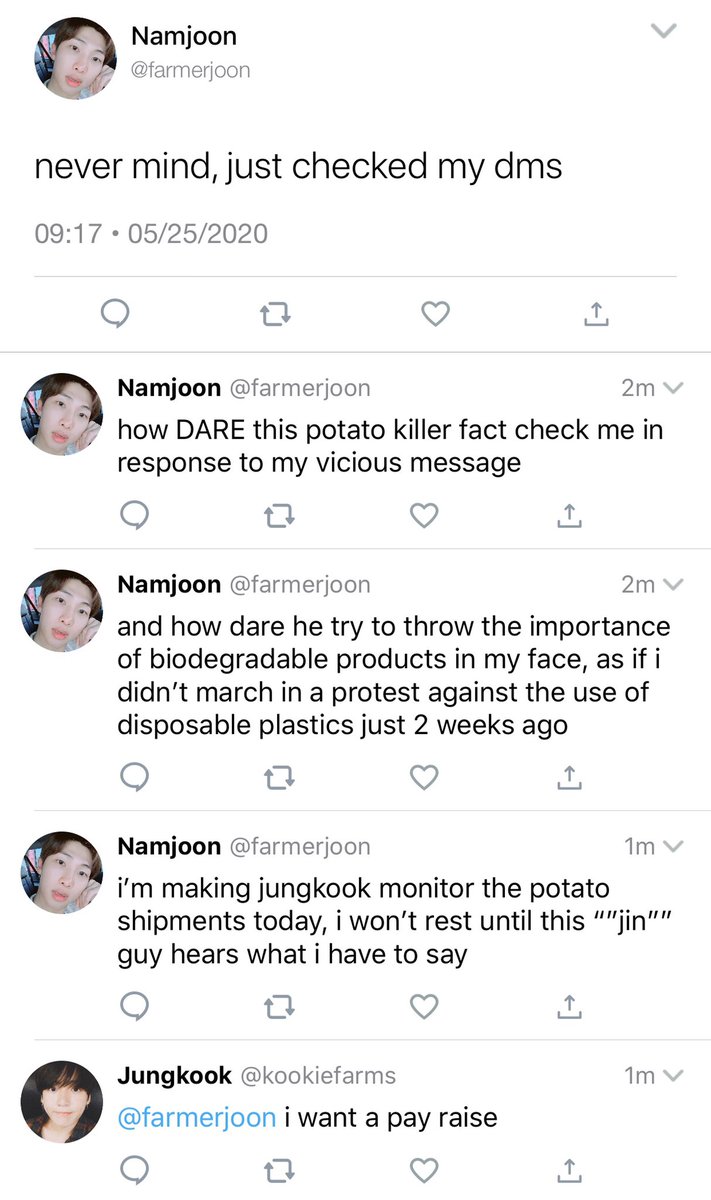 Namjoon
@farmerjoon
never mind, just checked my dms
09:17 • 05/25/2020
Namjoon @farmerjoon 2m
how DARE this potato killer fact check me in
response to my vicious message
Namjoon @farmerjoon 2m
and how dare he try to throw the importance
of biodegradable products in my face, as if i
didn’t march in a protest against the use of
disposable plastics just 2 weeks ago
Namjoon @farmerjoon 1m
i’m making jungkook monitor the potato
shipments today, i won’t rest until this “”jin””
guy hears what i have to say
Jungkook @kookiefarms 1m
@farmerjoon i want a pay raise